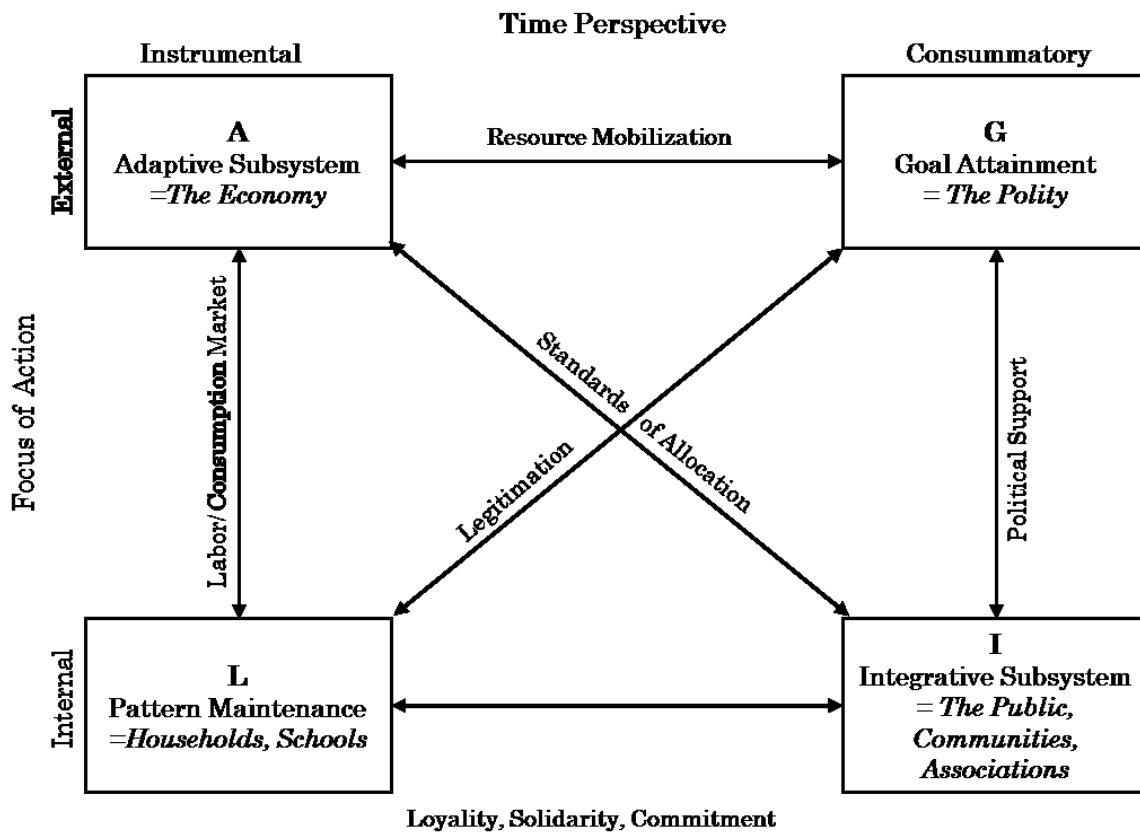 Time Perspective
Instrumental
Consummatory
External
A
Adaptive Subsystem
=The Economy
Resource Mobilization
G
Goal Attainment
= The Polity
Focus of Action
Labor/ Consumption Market
Standards
of Allocation
Legitimation
Political Support
Internal
L
Pattern Maintenance
=Households, Schools
I
Integrative Subsystem
= The Public,
Communities,
Associations
Loyality, Solidarity, Commitment